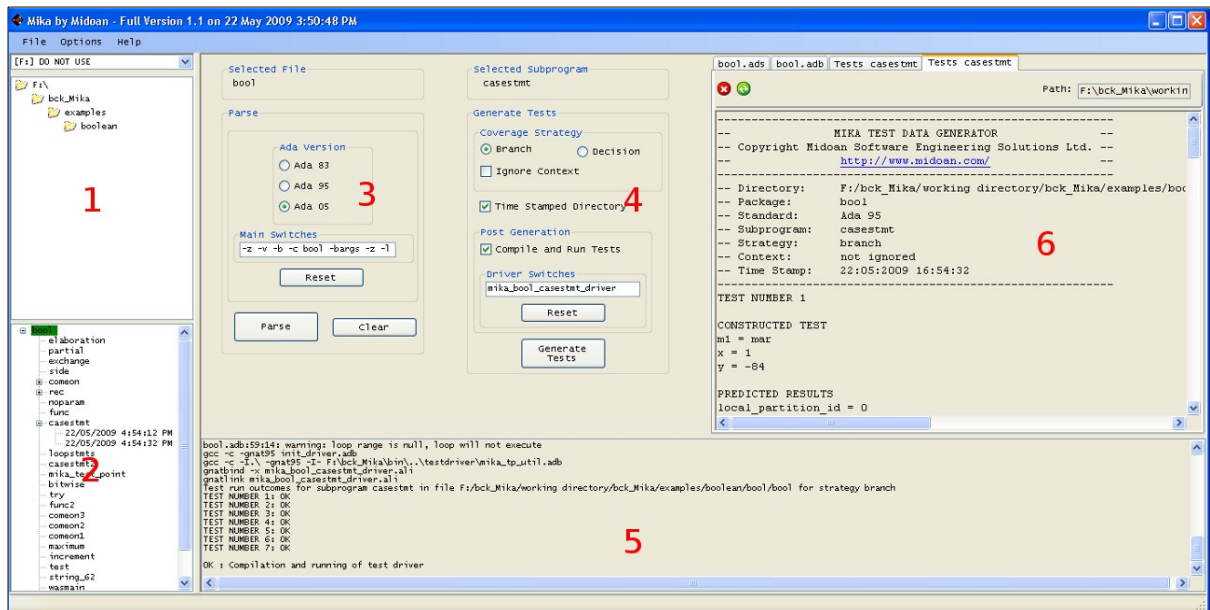 Mika by Midoan - Full Version 1.1 on 22 May 2009 3:50:48 PM
File Options Help
[F:] DO NOT USE
F:\
bck_Mika
examples
boolean
1
bool
elaboration
partial
exchange
side
comeon
rec
noparam
func
casestmt
22/05/2009 4:54:12 PM
22/05/2009 4:54:32 PM
loopstmts
casestmt2
mika_test_point
bitwise
try
func2
comeon3
comeon2
comeon1
maximum
increment
test
string_62
wasmain
2
Selected File
bool
Parse
Ada Version
Ada 83
Ada 95
Ada 05
3
Main Switches
-z -v -b -c bool -bargs -z -l
Reset
Parse Clear
Selected Subprogram
casestmt
Generate Tests
Coverage Strategy
Branch Decision
Ignore Context
Time Stamped Directory
4
Post Generation
Compile and Run Tests
Driver Switches
mika_bool_casestmt_driver
Reset
Generate
Tests
bool.ads bool.adb Tests casestmt Tests casestmt
Path: F:\bck_Mika\workin
--------------------------------------------------------------
-- MIKA TEST DATA GENERATOR --
-- Copyright Midoan Software Engineering Solutions Ltd. --
-- http://www.midoan.com/ --
--------------------------------------------------------------
-- Directory: F:/bck_Mika/working directory/bck_Mika/examples/boo
-- Package: bool
-- Standard: Ada 95
-- Subprogram: casestmt
-- Strategy: branch
-- Context: not ignored
-- Time Stamp: 22:05:2009 16:54:32
--------------------------------------------------------------
6
TEST NUMBER 1
CONSTRUCTED TEST
m1 = mar
x = 1
y = -84
PREDICTED RESULTS
local_partition_id = 0
bool.adb:59:14: warning: loop range is null, loop will not execute
gcc -c -gnat95 init_driver.adb
gcc -c -I.\ -gnat95 -I- F:\bck_Mika\bin\..\testdriver\mika_tp_util.adb
gnatbind -x mika_bool_casestmt_driver.ali
gnatlink mika_bool_casestmt_driver.ali
Test run outcomes for subprogram casestmt in file F:/bck_Mika/working directory/bck_Mika/examples/boolean/bool/bool for strategy branch
TEST NUMBER 1: OK
TEST NUMBER 2: OK
TEST NUMBER 3: OK
TEST NUMBER 4: OK
TEST NUMBER 5: OK
TEST NUMBER 6: OK
TEST NUMBER 7: OK
5
OK : Compilation and running of test driver